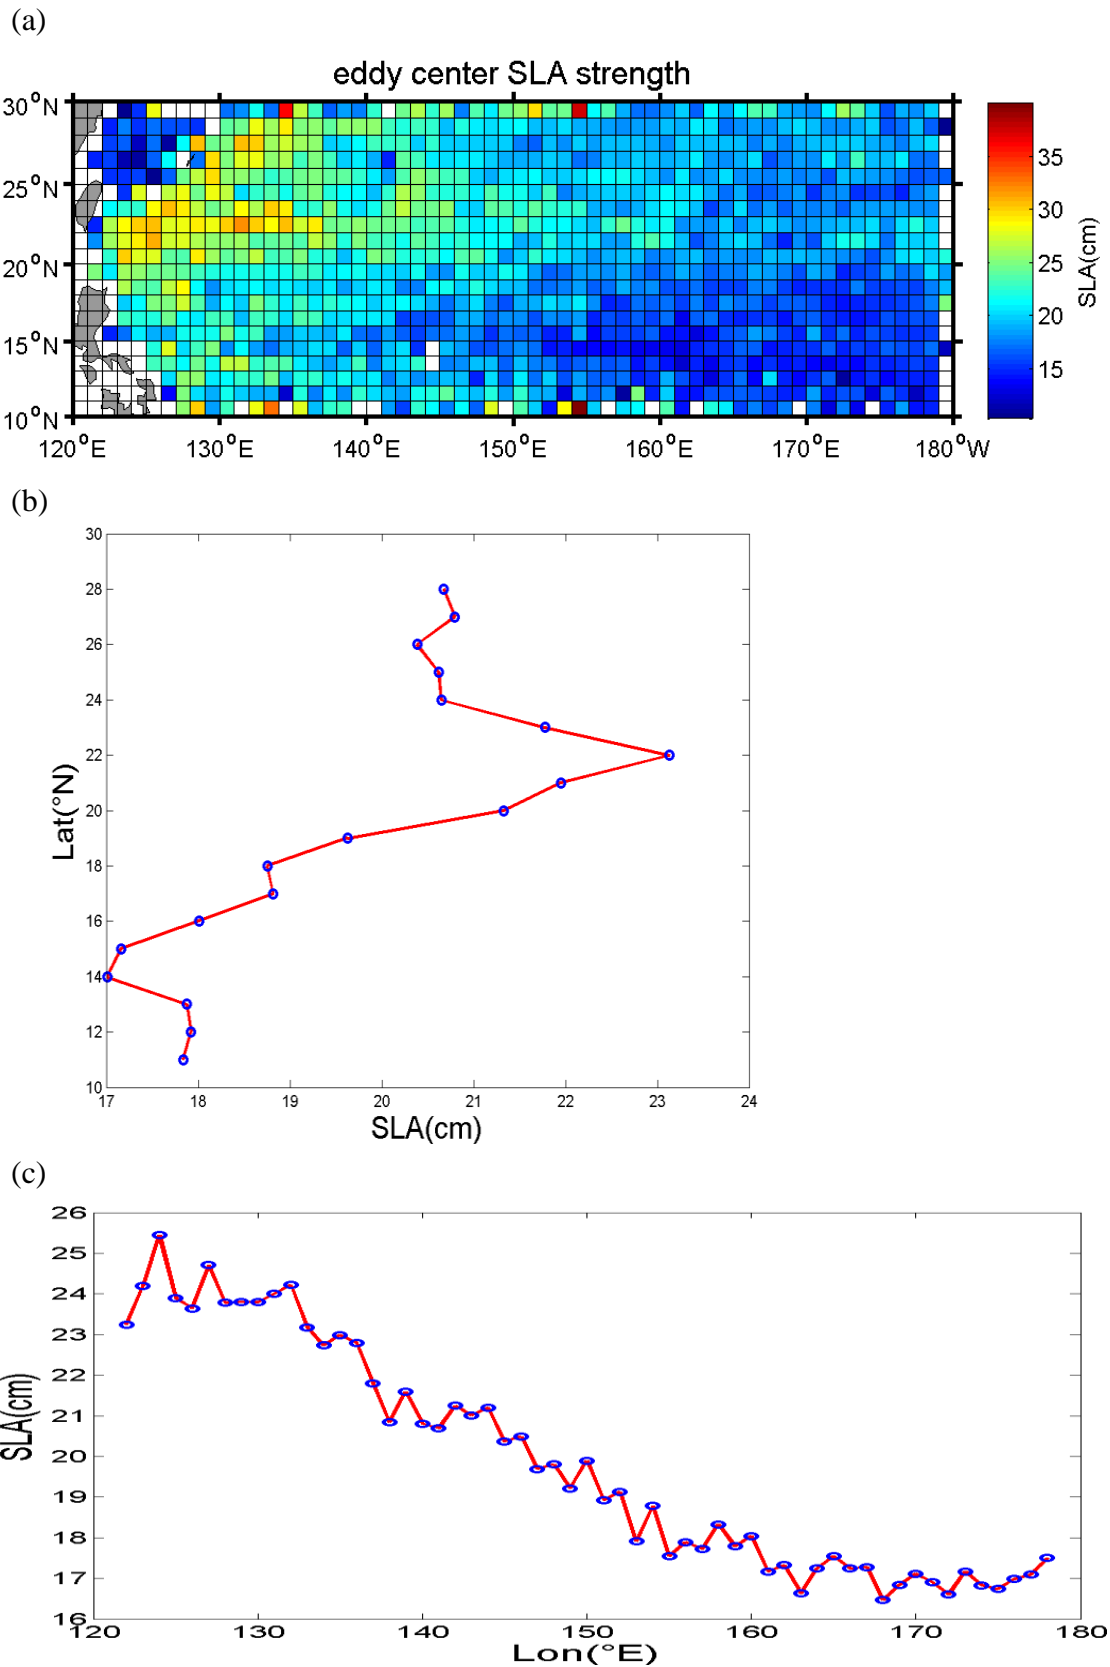 (a)
eddy center SLA strength
30°N
25°N
20°N
15°N
10°N
120°E 130°E 140°E 150°E 160°E 170°E 180°W
35
30
25
20
15
SLA(cm)
(b)
30
28
26
24
22
20
18
16
14
12
10
Lat(°N)
17 18 19 20 21 22 23 24
SLA(cm)
(c)
26
25
24
23
22
21
20
19
18
17
16
SLA(cm)
120 130 140 150 160 170 180
Lon(°E)